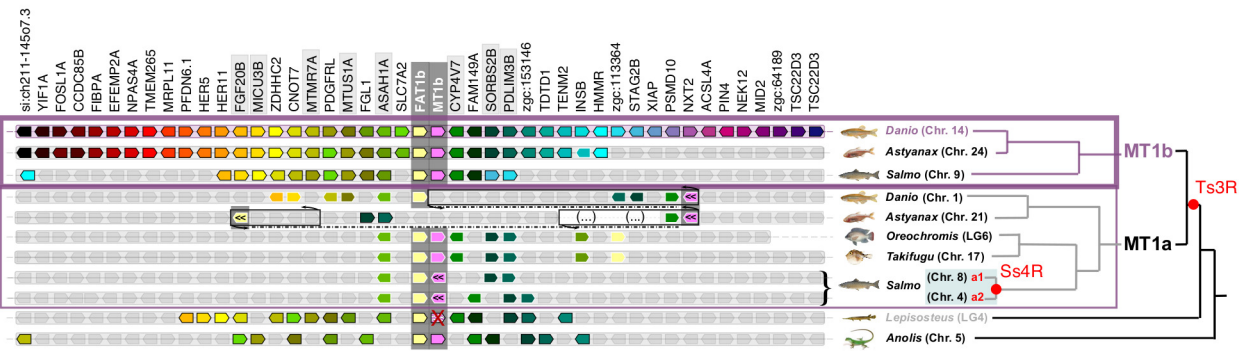 si:ch211-145o7.3
YIF1A
FOSL1A
CCDC85B
FIBPA
EFEMP2A
NPAS4A
TMEM265
MRPL11
PFDN6.1
HER5
HER11
FGF20B
MICU3B
ZDHHC2
CNOT7
MTMR7A
PDGFRL
MTUS1A
FGL1
ASAH1A
SLC7A2
FAT1b
MT1b
CYP4V7
FAM149A
SORBS2B
PDLIM3B
zgc:153146
TDTD1
TENM2
INSB
HMMR
zgc:113364
STAG2B
XIAP
PSMD10
NXT2
ACSL4A
PIN4
NEK12
MID2
zgc:64189
TSC22D3
TSC22D3
Danio (Chr. 14)
Astyanax (Chr. 24)
MT1b
Salmo (Chr. 9)
Ts3R
<< Danio (Chr. 1)
<< (...) (...) << Astyanax (Chr. 21)
Oreochromis (LG6)
MT1a
Takifugu (Chr. 17)
<< (Chr. 8) a1 Ss4R
Salmo
<< (Chr. 4) a2
Lepisosteus (LG4)
Anolis (Chr. 5)